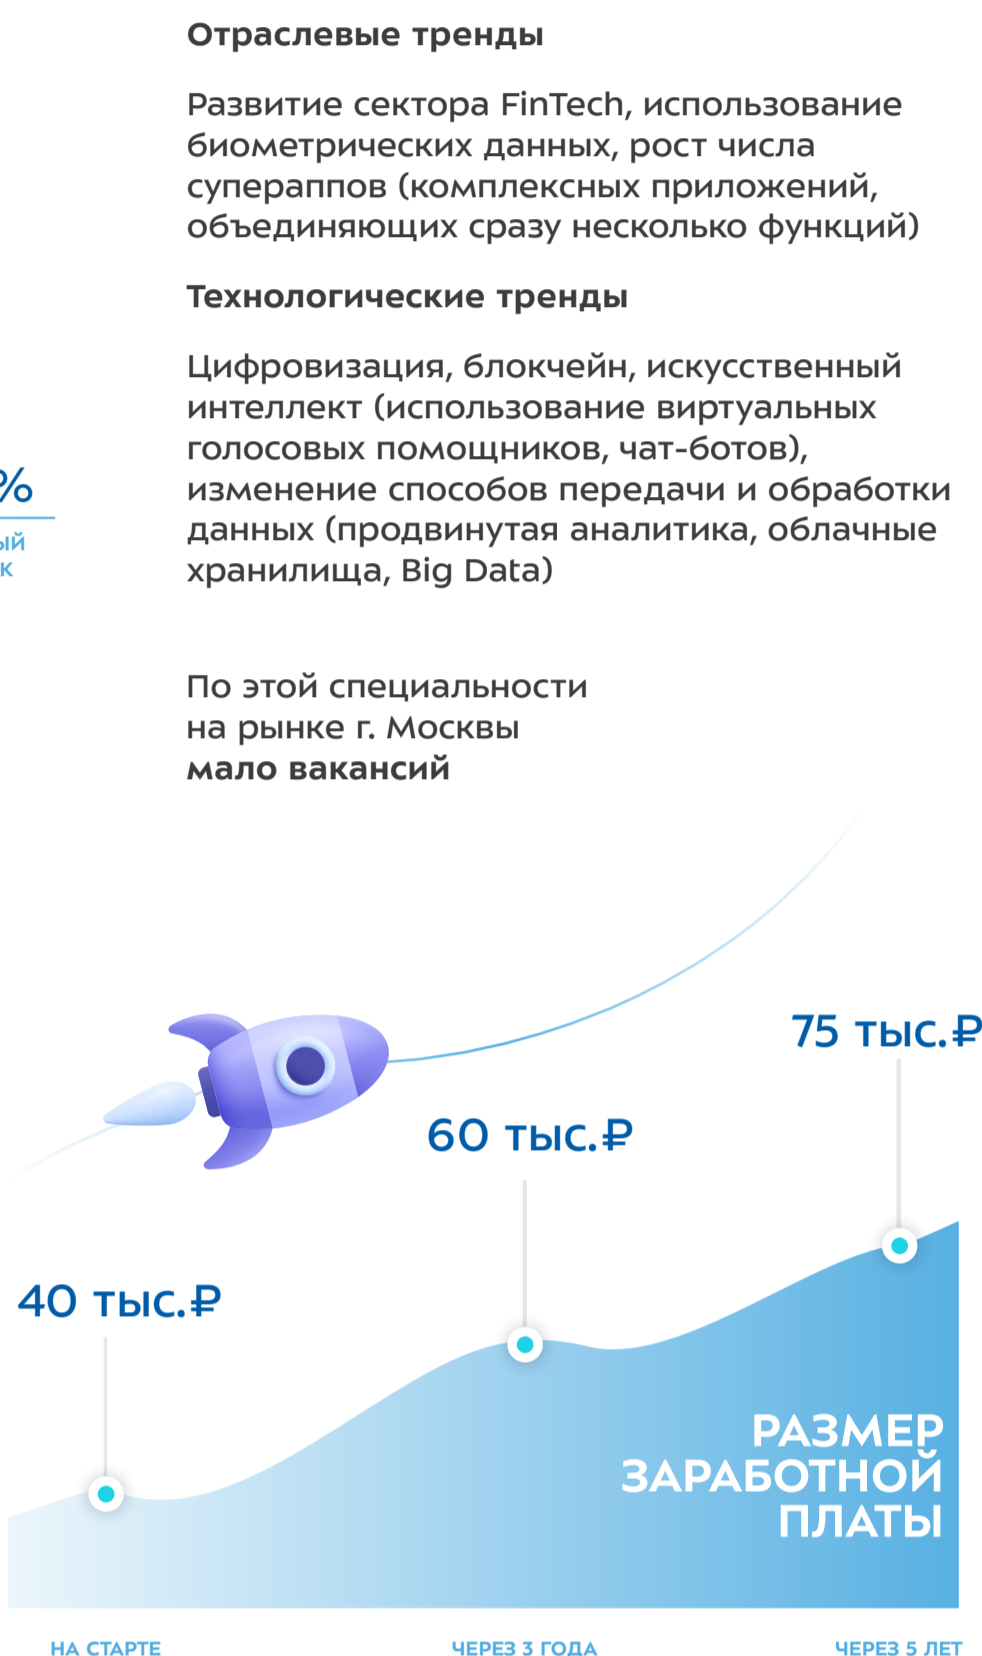 Отраслевые тренды
Развитие сектора FinTech, использование
биометрических данных, рост числа
супераппов (комплексных приложений,
объединяющих сразу несколько функций)
Технологические тренды
Цифровизация, блокчейн, искусственный
интеллект (использование виртуальных
голосовых помощников, чат-ботов),
изменение способов передачи и обработки
данных (продвинутая аналитика, облачные
хранилища, Big Data)
%
По этой специальности
на рынке г. Москвы
мало вакансий
75 тыс.₽
60 тыс.₽
40 тыс.₽
РАЗМЕР
ЗАРАБОТНОЙ
ПЛАТЫ
НА СТАРТЕ
ЧЕРЕЗ 3 ГОДА
ЧЕРЕЗ 5 ЛЕТ